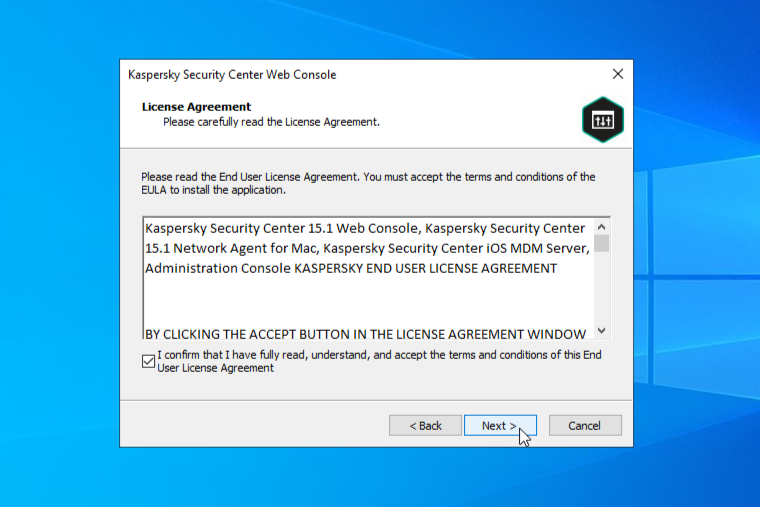 Kaspersky Security Center Web Console
License Agreement
Please carefully read the License Agreement.
Please read the End User License Agreement. You must accept the terms and conditions of the
EULA to install the application.
Kaspersky Security Center 15.1 Web Console, Kaspersky Security Center
15.1 Network Agent for Mac, Kaspersky Security Center iOS MDM Server,
Administration Console KASPERSKY END USER LICENSE AGREEMENT
BY CLICKING THE ACCEPT BUTTON IN THE LICENSE AGREEMENT WINDOW
I confirm that I have fully read, understand, and accept the terms and conditions of this End
User License Agreement
< Back Next > Cancel